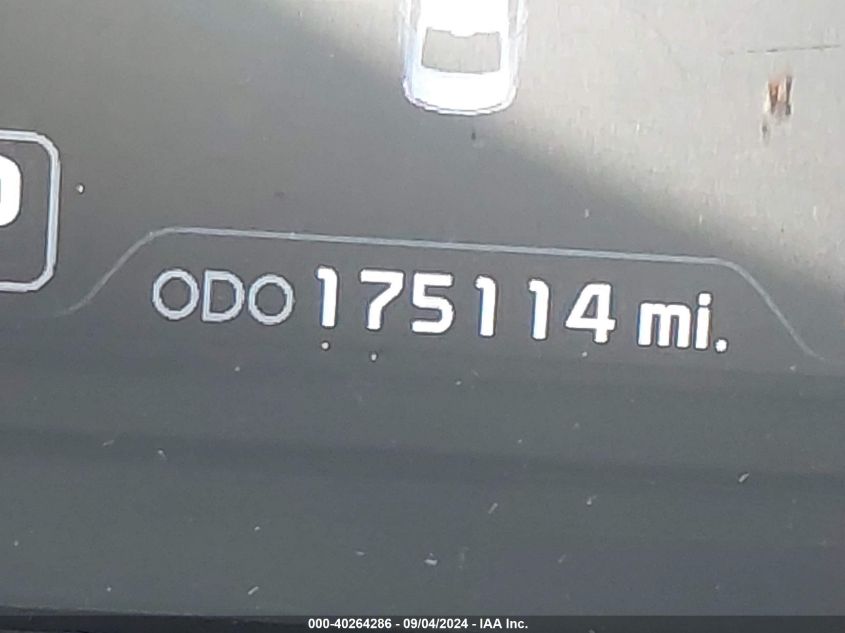 ODO 175114 mi.
000-40264286 - 09/04/2024 - IAA Inc.